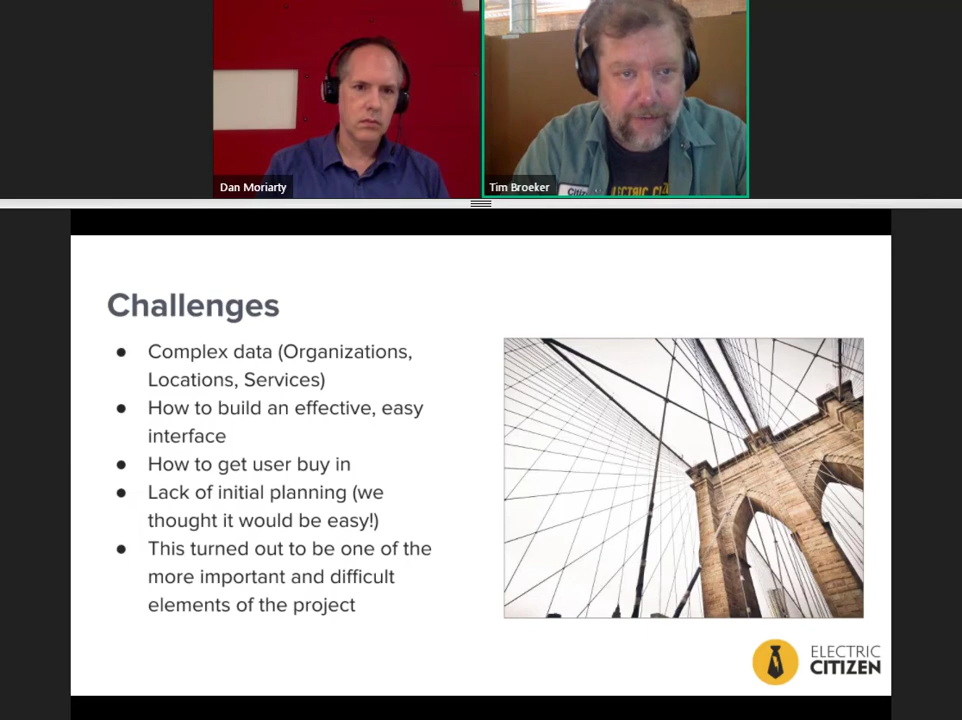 Dan Moriarty
Tim Broeker
Challenges
● Complex data (Organizations,
Locations, Services)
● How to build an effective, easy
interface
● How to get user buy in
● Lack of initial planning (we
thought it would be easy!)
● This turned out to be one of the
more important and difficult
elements of the project
ELECTRIC
CITIZEN